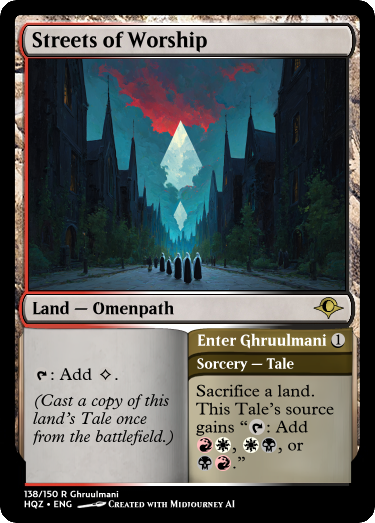 Streets of Worship
Land — Omenpath
: Add .
(Cast a copy of this
land's Tale once
from the battlefield.)
Enter Ghruulmani 1
Sorcery — Tale
Sacrifice a land.
This Tale's source
gains “: Add
, , or
.”
138/150 R Ghruulmani
HQZ • ENG Created with Midjourney AI